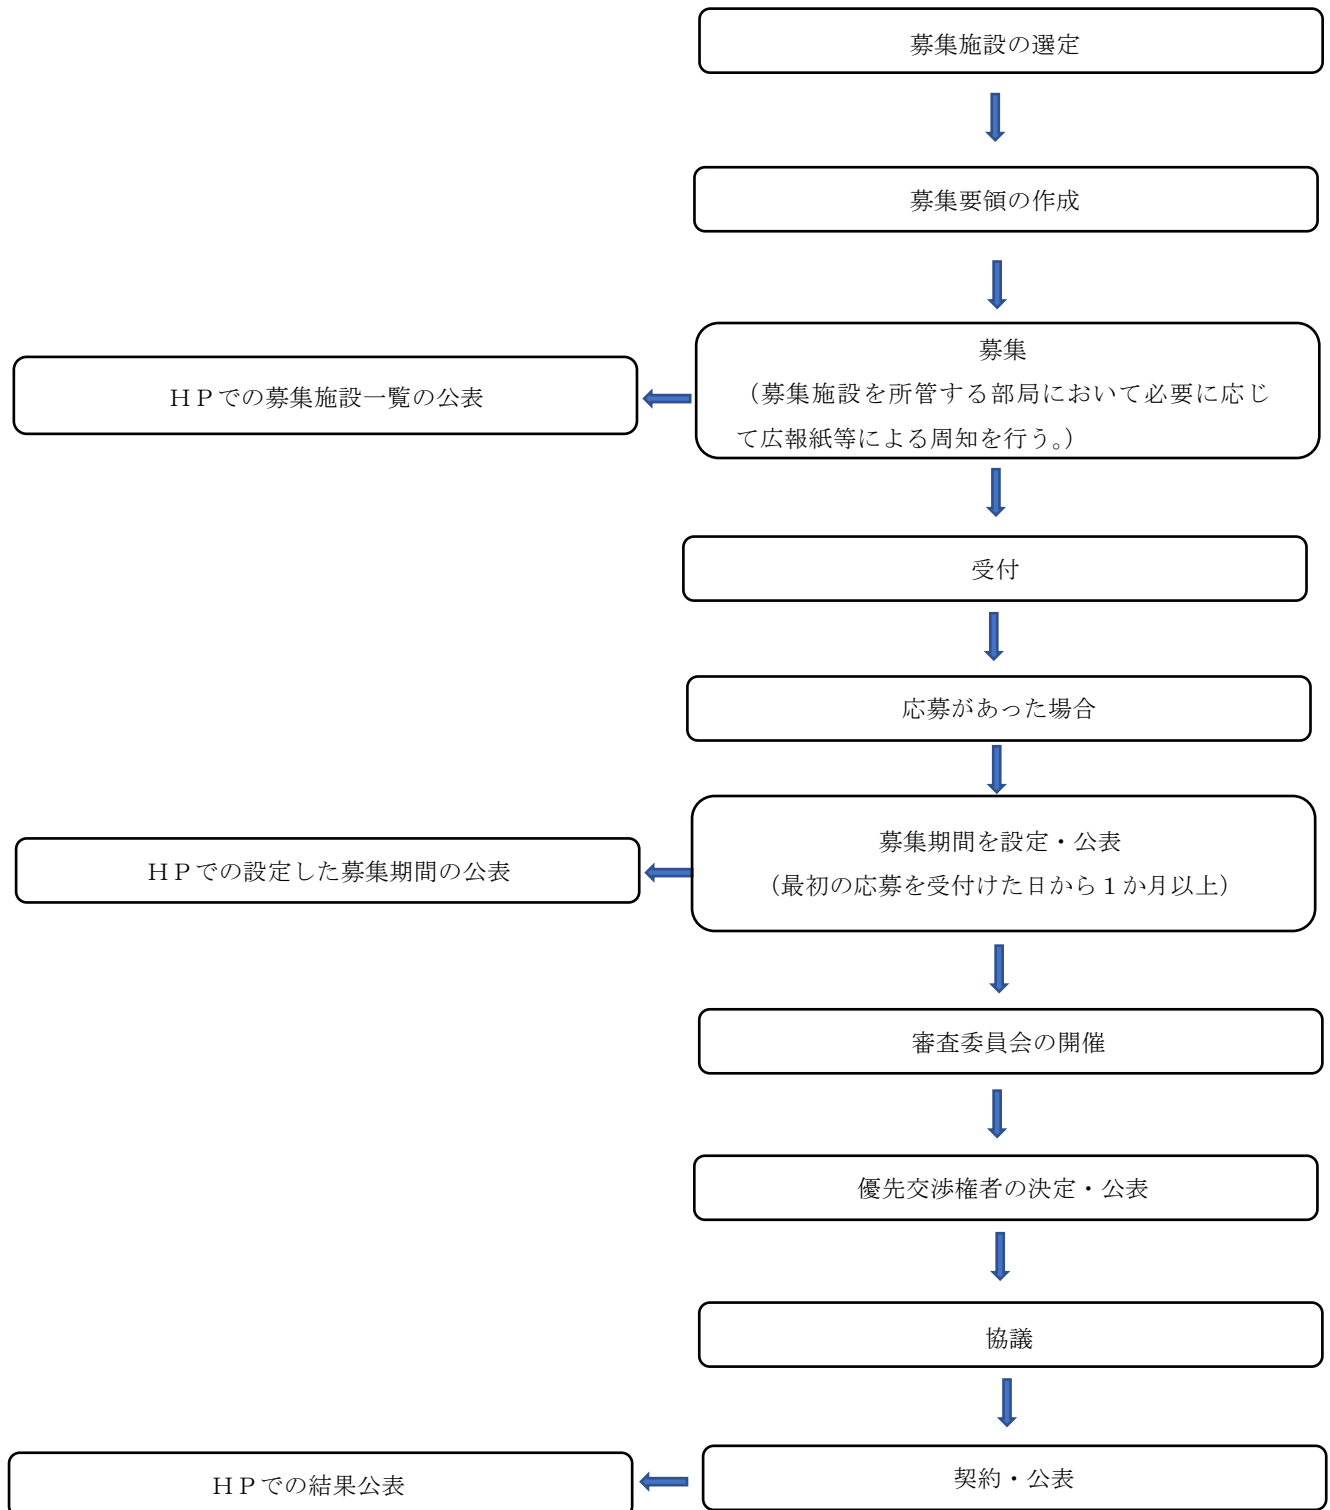 募集施設の選定
募集要領の作成
募集
（募集施設を所管する部局において必要に応じ
て広報紙等による周知を行う。）
ＨＰでの募集施設一覧の公表
受付
応募があった場合
募集期間を設定・公表
（最初の応募を受付けた日から１か月以上）
ＨＰでの設定した募集期間の公表
審査委員会の開催
優先交渉権者の決定・公表
協議
契約・公表
ＨＰでの結果公表